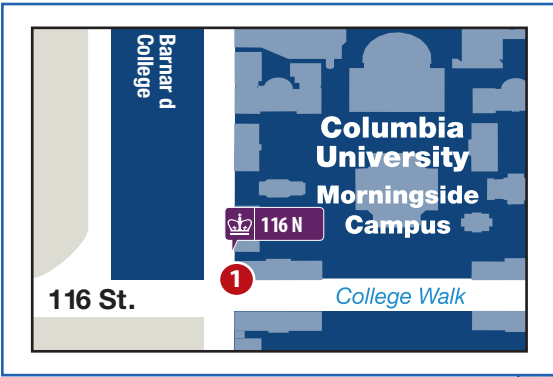 Barnar d
College
Columbia
University
Morningside
Campus
116 N
1
116 St.
College Walk